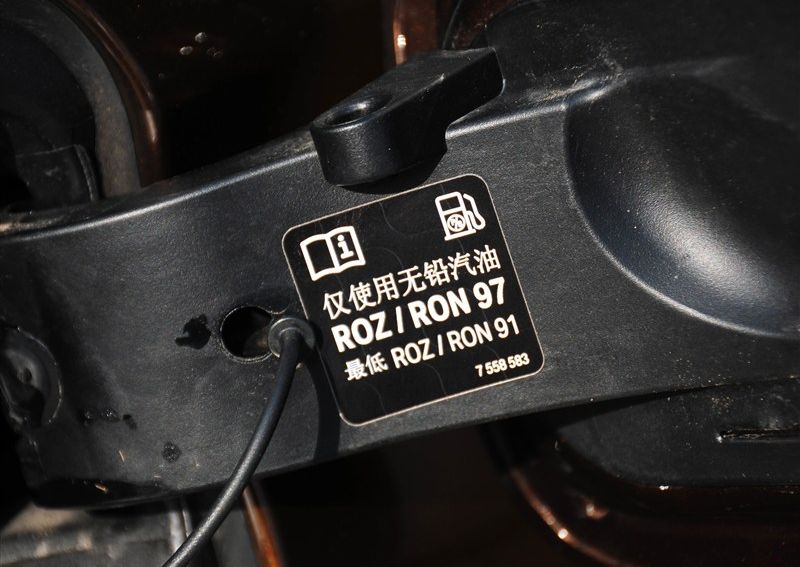 仅使用无铅汽油
ROZ / RON 97
最低 ROZ / RON 91
7 558 583